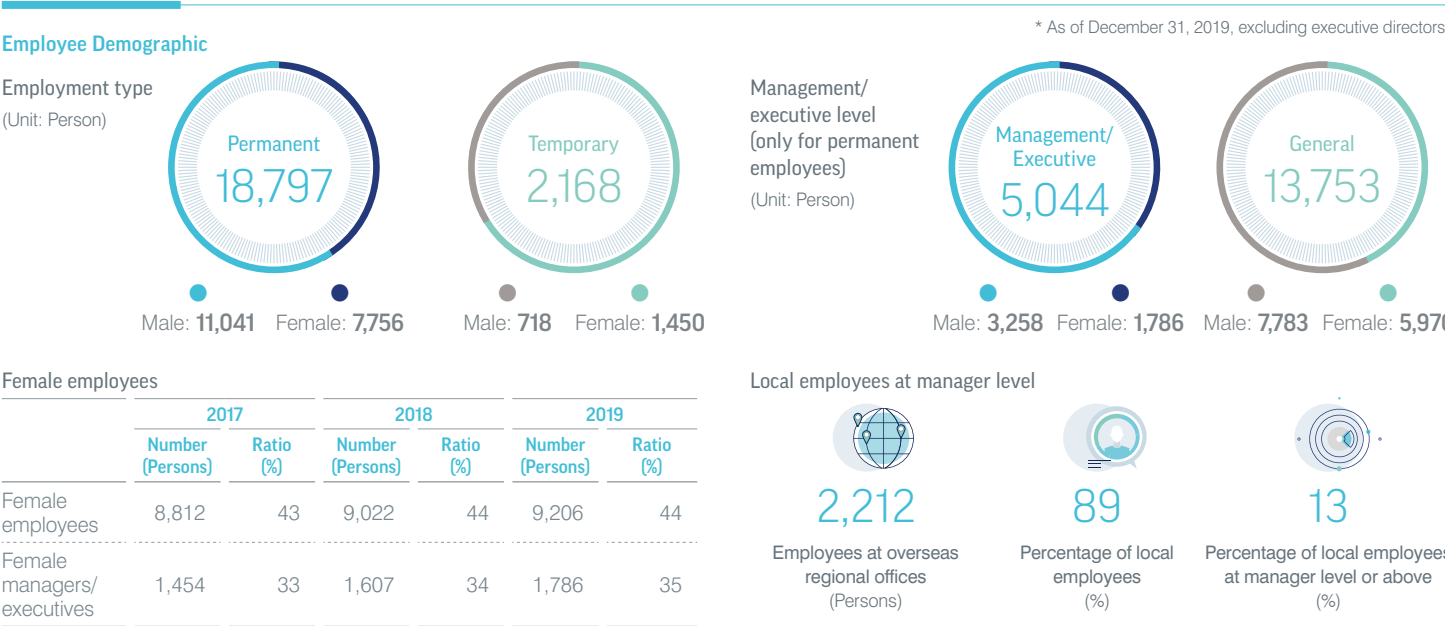 * As of December 31, 2019, excluding executive directors
Employee Demographic
Employment type
(Unit: Person)
Permanent
18,797
Male: 11,041 Female: 7,756
Temporary
2,168
Male: 718 Female: 1,450
Management/
executive level
(only for permanent
employees)
(Unit: Person)
Management/
Executive
5,044
Male: 3,258 Female: 1,786
General
13,753
Male: 7,783 Female: 5,970
Female employees
2017 2018 2019
Number Ratio Number Ratio Number Ratio
(Persons) (%) (Persons) (%) (Persons) (%)
Female
employees 8,812 43 9,022 44 9,206 44
Female
managers/ 1,454 33 1,607 34 1,786 35
executives
Local employees at manager level
2,212
Employees at overseas
regional offices
(Persons)
89
Percentage of local
employees
(%)
13
Percentage of local employees
at manager level or above
(%)